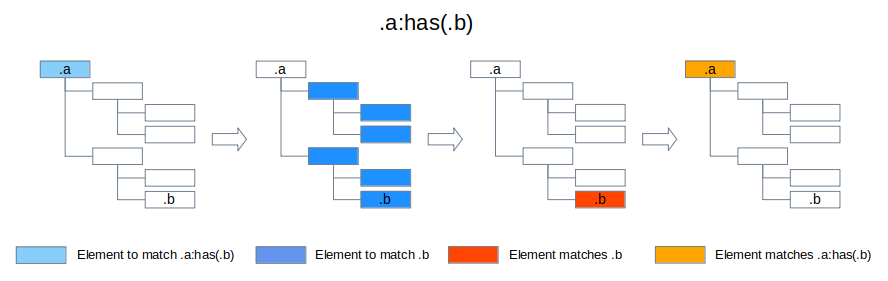 .a:has(.b)
.a
.a
.a
.a
.b
.b
.b
.b
Element to match .a:has(.b)
Element to match .b
Element matches .b
Element matches .a:has(.b)